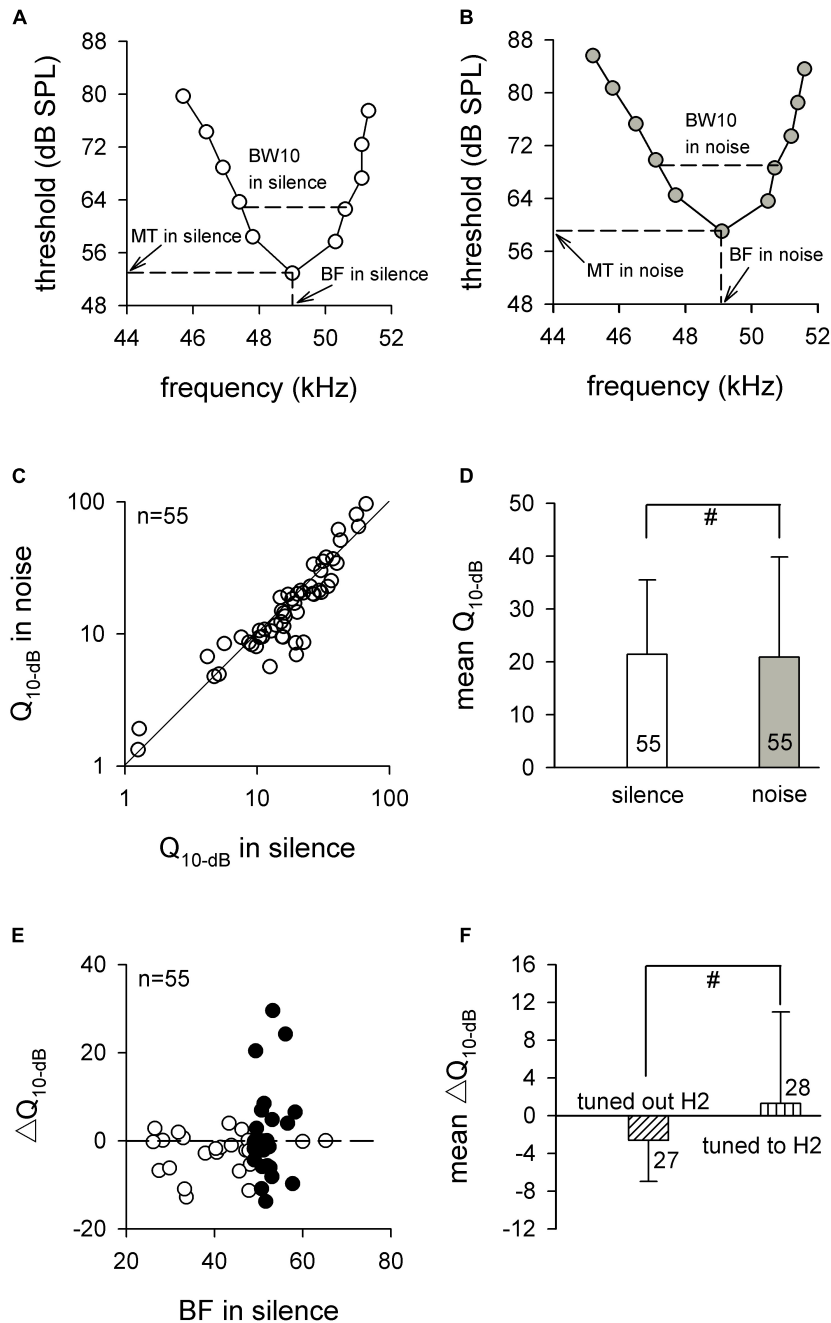 A
88
80
72
64
56
48
threshold (dB SPL)
BW10
in silence
MT in silence
BF in silence
44 46 48 50 52
frequency (kHz)
B
88
80
72
64
56
48
threshold (dB SPL)
BW10
in noise
BF in noise
MT in noise
44 46 48 50 52
frequency (kHz)
C
100
10
1
Q10-dB in noise
n=55
1 10 100
Q10-dB in silence
D
50
40
30
20
10
0
mean Q10-dB
#
55 55
silence noise
E
40
20
0
-20
△Q10-dB
n=55
20 40 60 80
BF in silence
F
16
12
8
4
0
-4
-8
-12
mean △Q10-dB
#
28
tuned out H2
tuned to H2
27